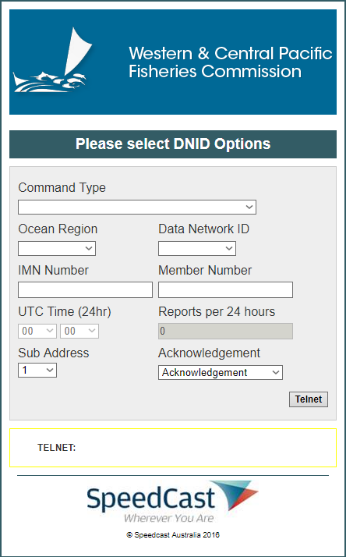 Western & Central Pacific
Fisheries Commission
Please select DNID Options
Command Type
Ocean Region Data Network ID
IMN Number Member Number
UTC Time (24hr) Reports per 24 hours
00 00 0
Sub Address Acknowledgement
1 Acknowledgement
Telnet
TELNET:
SpeedCast
Wherever You Are
© Speedcast Australia 2016